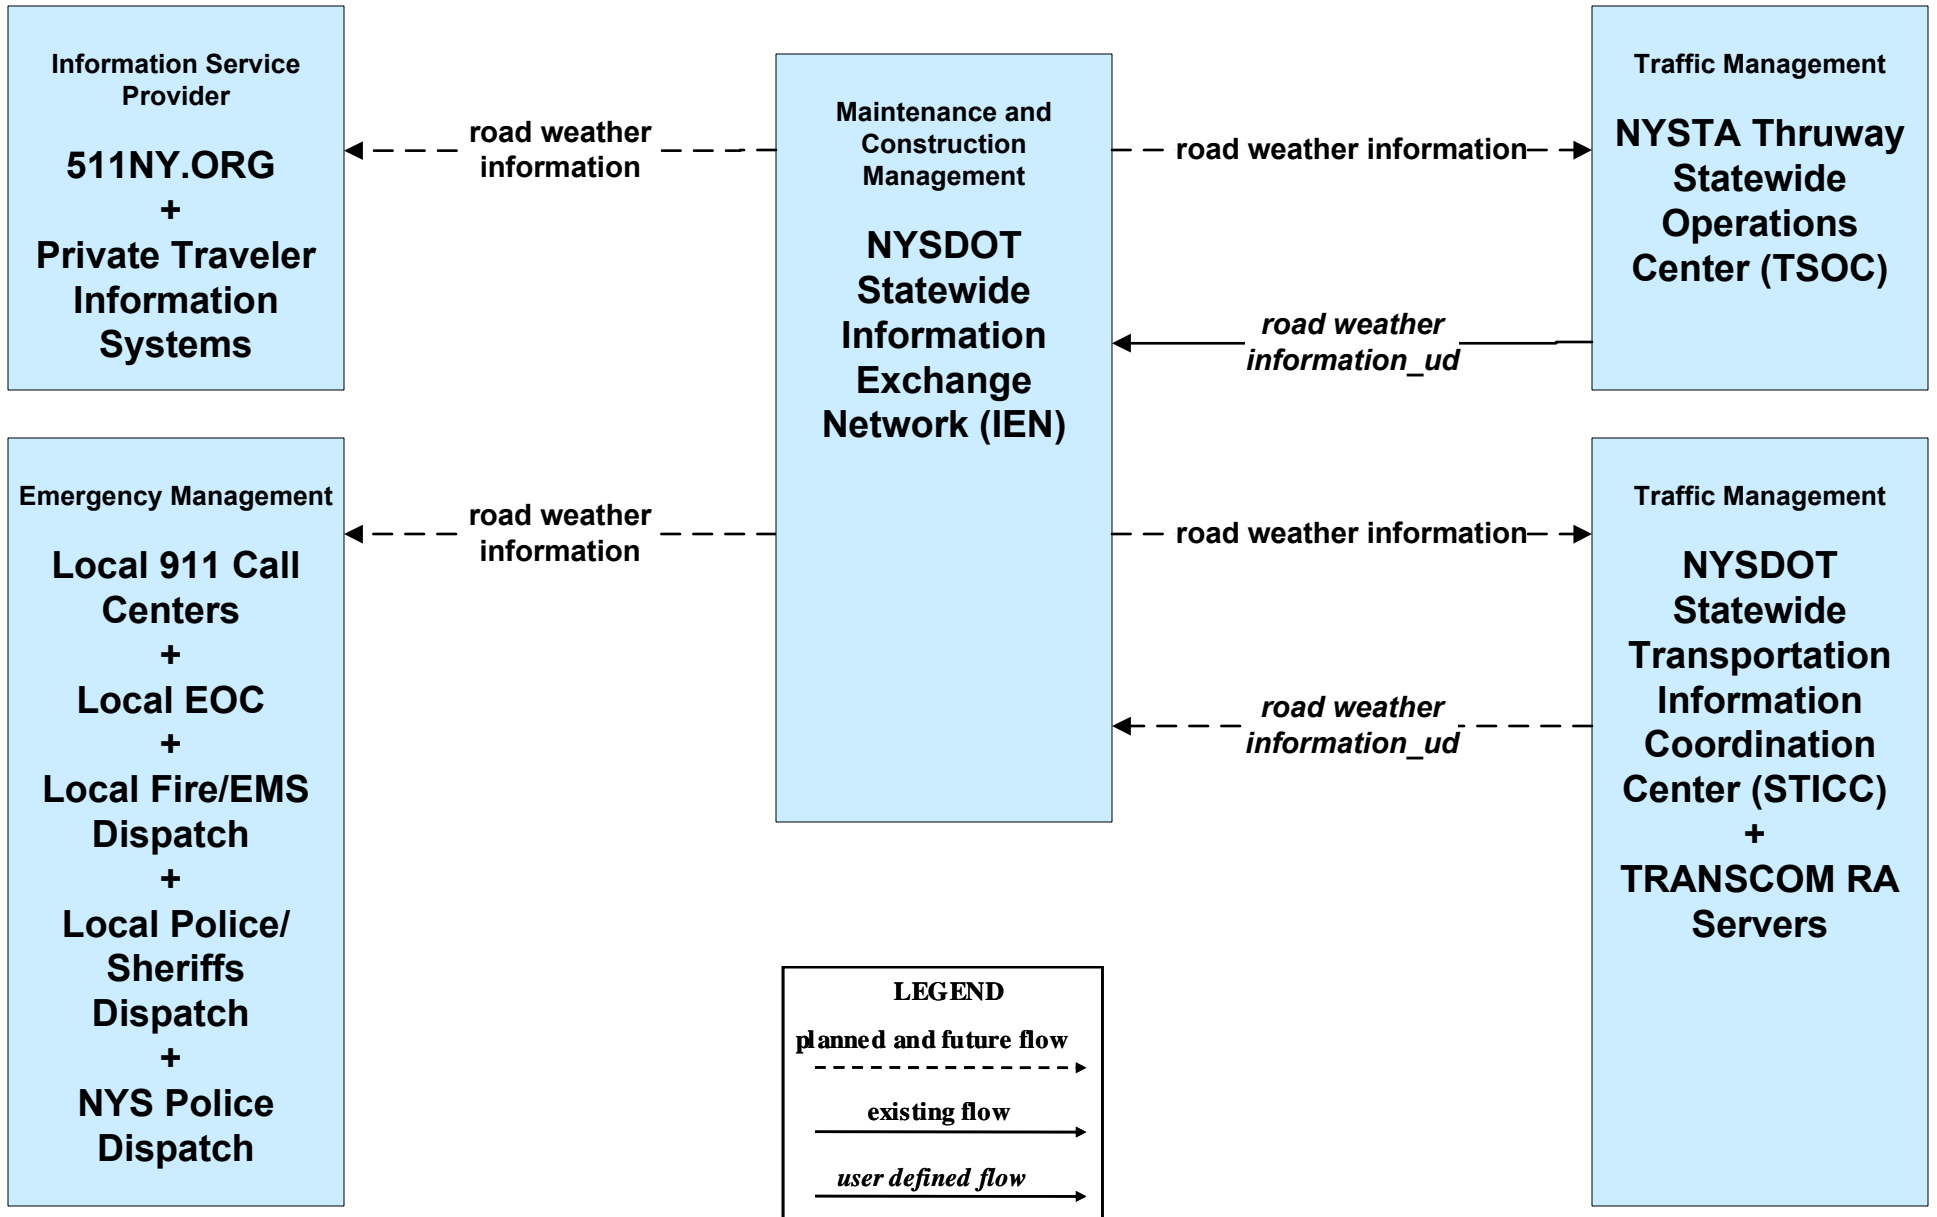 Information Service
Provider
511NY.ORG
+
Private Traveler
Information
Systems
road weather
information
Maintenance and
Construction
Management
NYSDOT
Statewide
Information
Exchange
Network (IEN)
road weather information
Traffic Management
NYSTA Thruway
Statewide
Operations
Center (TSOC)
road weather
information_ud
Emergency Management
Local 911 Call
Centers
+
Local EOC
+
Local Fire/EMS
Dispatch
+
Local Police/
Sheriffs
Dispatch
+
NYS Police
Dispatch
road weather
information
road weather information
Traffic Management
NYSDOT
Statewide
Transportation
Information
Coordination
Center (STICC)
+
TRANSCOM RA
Servers
road weather
information_ud
LEGEND
planned and future flow
existing flow
user defined flow